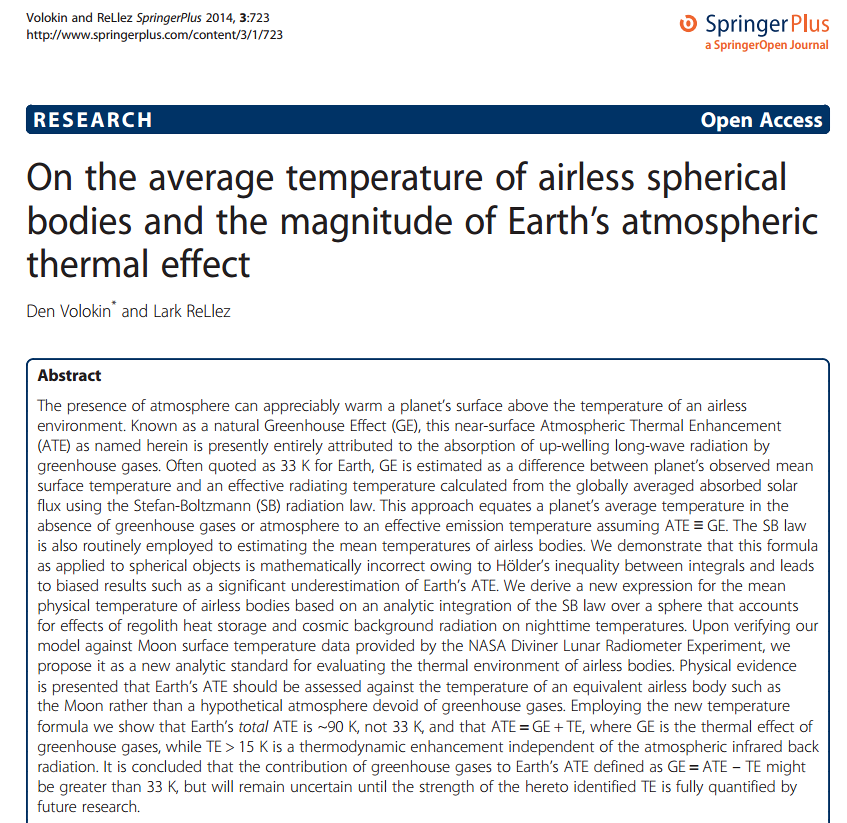 Volokin and ReLlez SpringerPlus 2014, 3:723
http://www.springerplus.com/content/3/1/723
SpringerPlus
a SpringerOpen Journal
RESEARCH Open Access
On the average temperature of airless spherical
bodies and the magnitude of Earth's atmospheric
thermal effect
Den Volokin* and Lark ReLlez
Abstract
The presence of atmosphere can appreciably warm a planet's surface above the temperature of an airless
environment. Known as a natural Greenhouse Effect (GE), this near-surface Atmospheric Thermal Enhancement
(ATE) as named herein is presently entirely attributed to the absorption of up-welling long-wave radiation by
greenhouse gases. Often quoted as 33 K for Earth, GE is estimated as a difference between planet's observed mean
surface temperature and an effective radiating temperature calculated from the globally averaged absorbed solar
flux using the Stefan-Boltzmann (SB) radiation law. This approach equates a planet's average temperature in the
absence of greenhouse gases or atmosphere to an effective emission temperature assuming ATE ≡ GE. The SB law
is also routinely employed to estimating the mean temperatures of airless bodies. We demonstrate that this formula
as applied to spherical objects is mathematically incorrect owing to Hölder's inequality between integrals and leads
to biased results such as a significant underestimation of Earth's ATE. We derive a new expression for the mean
physical temperature of airless bodies based on an analytic integration of the SB law over a sphere that accounts
for effects of regolith heat storage and cosmic background radiation on nighttime temperatures. Upon verifying our
model against Moon surface temperature data provided by the NASA Diviner Lunar Radiometer Experiment, we
propose it as a new analytic standard for evaluating the thermal environment of airless bodies. Physical evidence
is presented that Earth's ATE should be assessed against the temperature of an equivalent airless body such as
the Moon rather than a hypothetical atmosphere devoid of greenhouse gases. Employing the new temperature
formula we show that Earth's total ATE is ~90 K, not 33 K, and that ATE = GE + TE, where GE is the thermal effect of
greenhouse gases, while TE > 15 K is a thermodynamic enhancement independent of the atmospheric infrared back
radiation. It is concluded that the contribution of greenhouse gases to Earth's ATE defined as GE = ATE – TE might
be greater than 33 K, but will remain uncertain until the strength of the hereto identified TE is fully quantified by
future research.